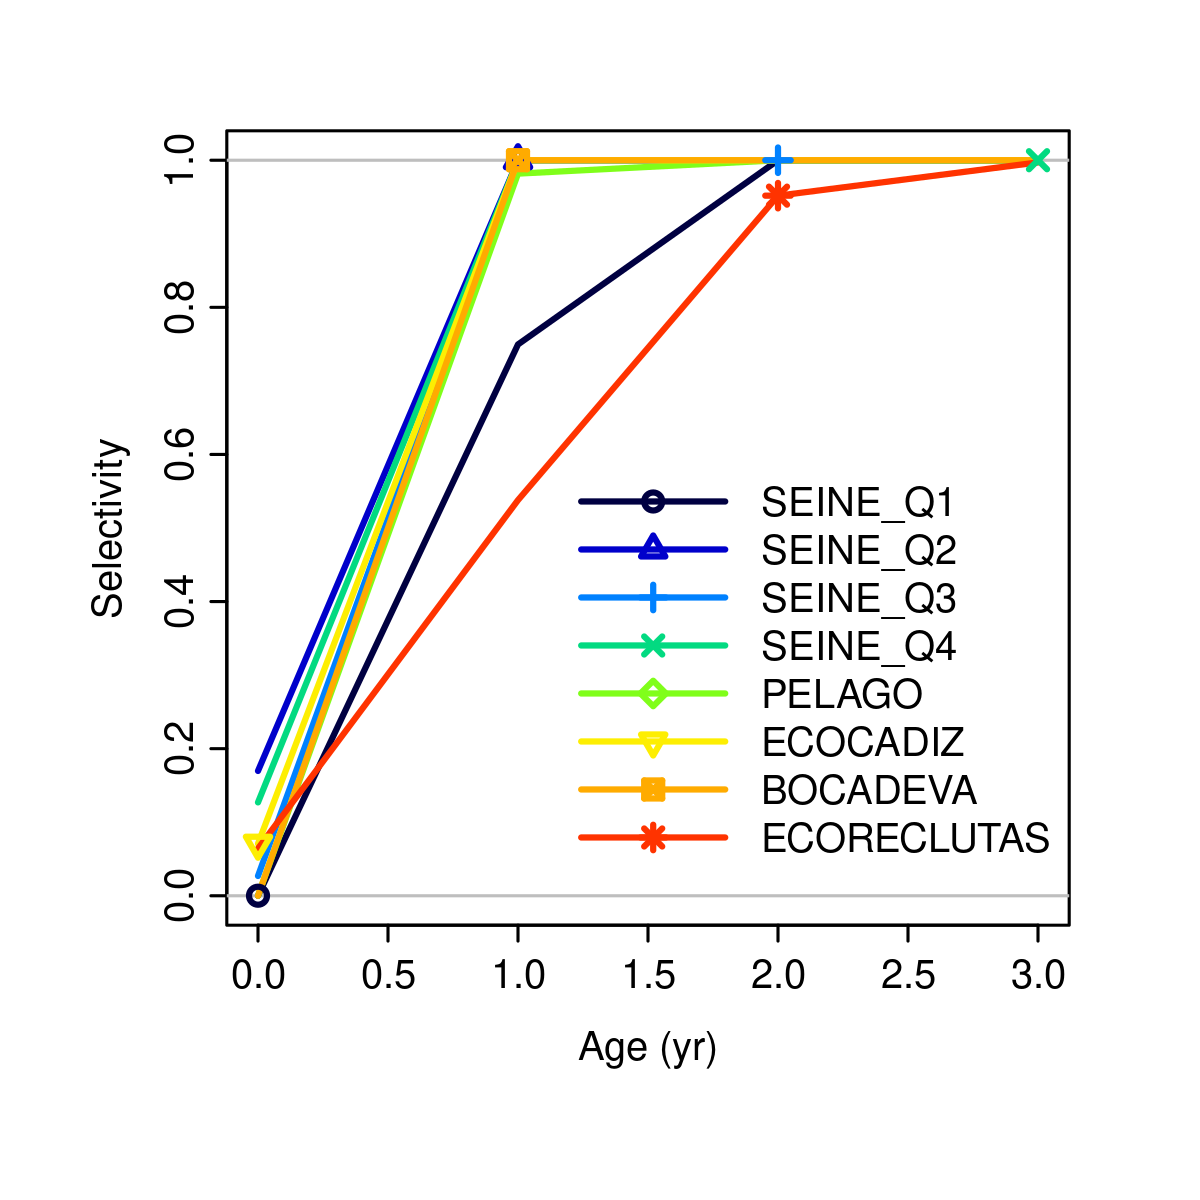 1.0
0.8
0.6
0.4
0.2
0.0
Selectivity
SEINE_Q1
SEINE_Q2
SEINE_Q3
SEINE_Q4
PELAGO
ECOCADIZ
BOCADEVA
ECORECLUTAS
0.0 0.5 1.0 1.5 2.0 2.5 3.0
Age (yr)